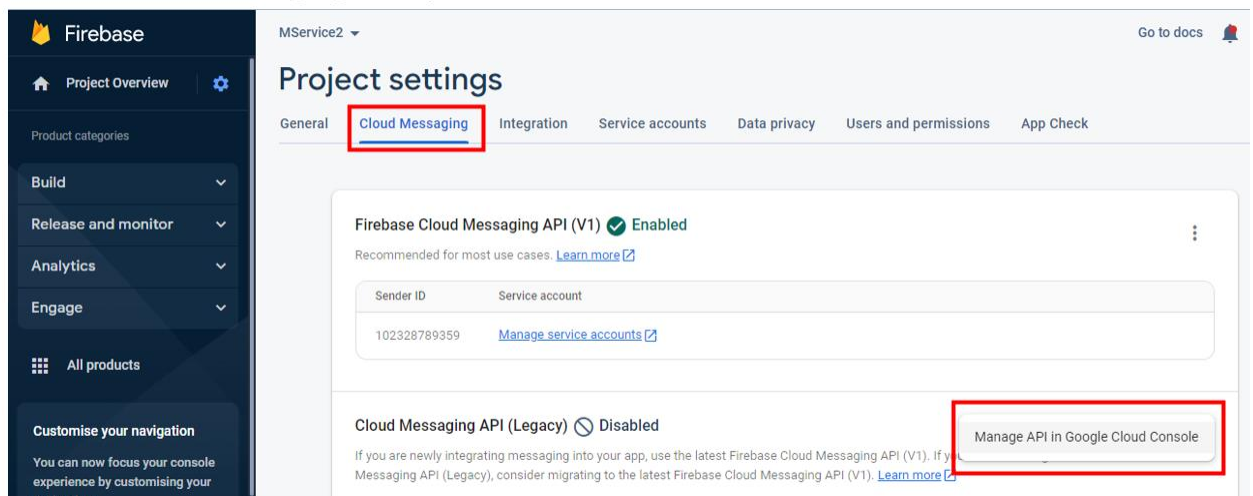 Firebase
MService2
Go to docs
Project Overview
Project settings
General Cloud Messaging Integration Service accounts Data privacy Users and permissions App Check
Product categories
Build
Release and monitor
Analytics
Engage
All products
Customise your navigation
You can now focus your console
experience by customising your
Firebase Cloud Messaging API (V1) Enabled
Recommended for most use cases. Learn more
Sender ID Service account
102328789359 Manage service accounts
Cloud Messaging API (Legacy) Disabled
Manage API in Google Cloud Console
If you are newly integrating messaging into your app, use the latest Firebase Cloud Messaging API (V1). If
Messaging API (Legacy), consider migrating to the latest Firebase Cloud Messaging API (V1). Learn more